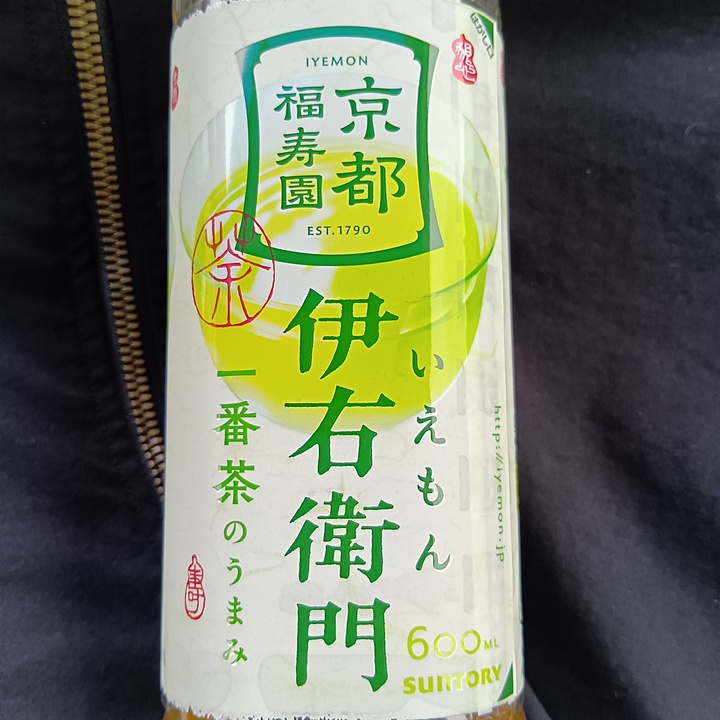 IYEMON
京都
福寿園
EST.1790
茶
伊右衛門
いえもん
一番茶のうまみ
http://iyemon.jp
600ML
SUNTORY
寿